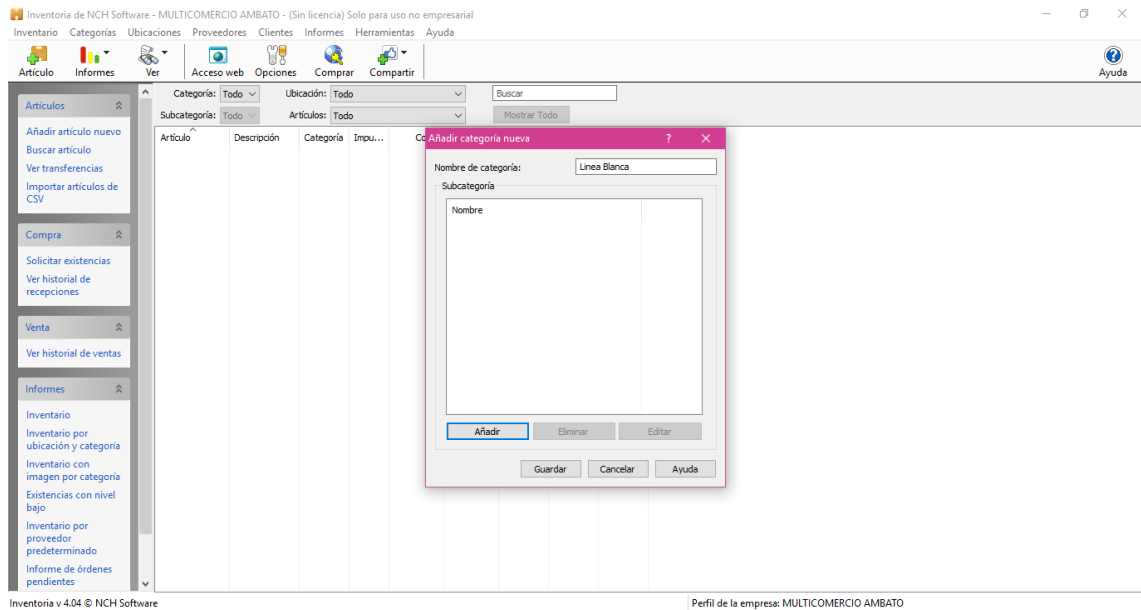 Inventoria de NCH Software - MULTICOMERCIO AMBATO - (Sin licencia) Solo para uso no empresarial
Inventario Categorías Ubicaciones Proveedores Clientes Informes Herramientas Ayuda
Artículo Informes Ver Acceso web Opciones Comprar Compartir Ayuda
Categoría: Todo Ubicación: Todo Buscar
Subcategoría: Todo Artículos: Todo Mostrar Todo
Artículo Descripción Categoría Impu... Co
Artículos
Añadir artículo nuevo
Buscar artículo
Ver transferencias
Importar artículos de
CSV
Compra
Solicitar existencias
Ver historial de
recepciones
Venta
Ver historial de ventas
Informes
Inventario
Inventario por
ubicación y categoría
Inventario con
imagen por categoría
Existencias con nivel
bajo
Inventario por
proveedor
predeterminado
Informe de órdenes
pendientes
Añadir categoría nueva ?
Nombre de categoría: Linea Blanca
Subcategoría
Nombre
Añadir Eliminar Editar
Guardar Cancelar Ayuda
Inventoria v 4.04 © NCH Software Perfil de la empresa: MULTICOMERCIO AMBATO